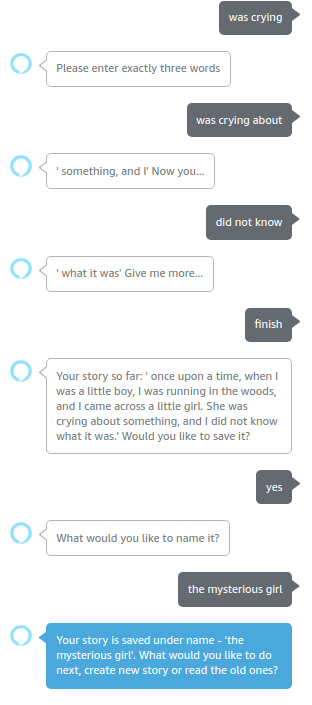 was crying
Please enter exactly three words
was crying about
' something, and I' Now you...
did not know
' what it was' Give me more...
finish
Your story so far: ' once upon a time, when I
was a little boy, I was running in the woods,
and I came across a little girl. She was
crying about something, and I did not know
what it was.' Would you like to save it?
yes
What would you like to name it?
the mysterious girl
Your story is saved under name - 'the
mysterious girl'. What would you like to do
next, create new story or read the old ones?